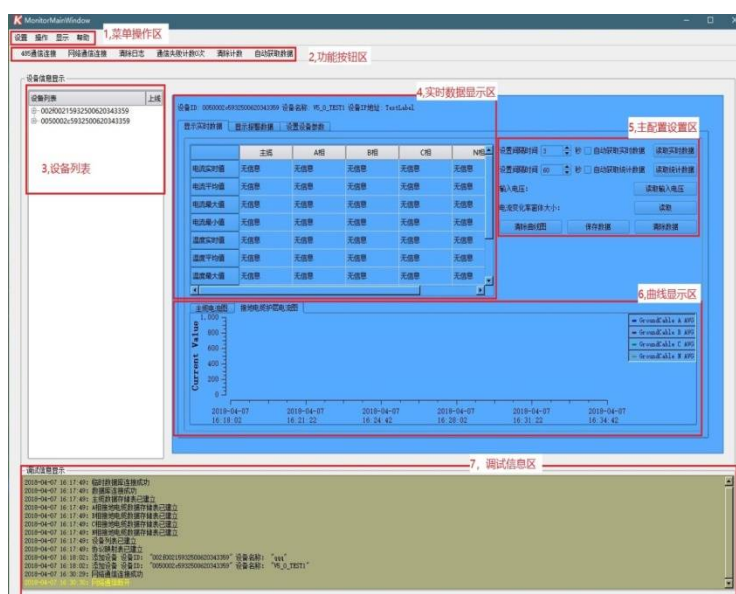 MonitorMainWindow
设置 操作 显示 帮助
1,菜单操作区
485通信连接 网络通信连接 清除日志 通信失败计数0次 清除计数 自动获取数据
2,功能按钮区
设备信息显示
设备列表 上线
002800215932500620343359
0050002c5932500620343359
3,设备列表
4,实时数据显示区
设备ID: 0050002c5932500620343359 设备名称: V5_0_TEST1 设备IP地址: TextLabel
显示实时数据 显示报警数据 设置设备参数
5,主配置设置区
主缆 A相 B相 C相 N相
电流实时值 无信息 无信息 无信息 无信息 无信息
电流平均值 无信息 无信息 无信息 无信息 无信息
电流最大值 无信息 无信息 无信息 无信息 无信息
电流最小值 无信息 无信息 无信息 无信息 无信息
温度实时值 无信息 无信息 无信息 无信息 无信息
温度平均值 无信息 无信息 无信息 无信息 无信息
温度最大值 无信息 无信息 无信息 无信息 无信息
设置间隔时间 3 秒 自动获取实时数据 读取实时数据
设置间隔时间 60 秒 自动获取统计数据 读取统计数据
输入电压: 读取输入电压
电流变化率窗体大小: 读取
清除曲线图 保存数据 清除数据
6,曲线显示区
主缆电流图 接地电缆护层电流图
Current Value
1,000
800
600
400
200
0
GroundCable A AVG
GroundCable B AVG
GroundCable C AVG
GroundCable N AVG
2018-04-07 2018-04-07 2018-04-07 2018-04-07 2018-04-07
16:18:02 16:21:22 16:24:42 16:28:02 16:31:22 16:34:42
7, 调试信息区
调试信息显示
2018-04-07 16:17:49: 临时数据库连接成功
2018-04-07 16:17:49: 数据库连接成功
2018-04-07 16:17:49: 主缆数据存储表已建立
2018-04-07 16:17:49: A相接地电缆数据存储表已建立
2018-04-07 16:17:49: B相接地电缆数据存储表已建立
2018-04-07 16:17:49: C相接地电缆数据存储表已建立
2018-04-07 16:17:49: N相接地电缆数据存储表已建立
2018-04-07 16:17:49: 设备列表已建立
2018-04-07 16:17:49: 协议映射表已建立
2018-04-07 16:18:02: 添加设备 设备ID: "002800215932500620343359" 设备名称: "qqq"
2018-04-07 16:18:02: 添加设备 设备ID: "0050002c5932500620343359" 设备名称: "V5_0_TEST1"
2018-04-07 16:30:29: 网络通信连接成功
2018-04-07 16:30:30: 网络通信断开